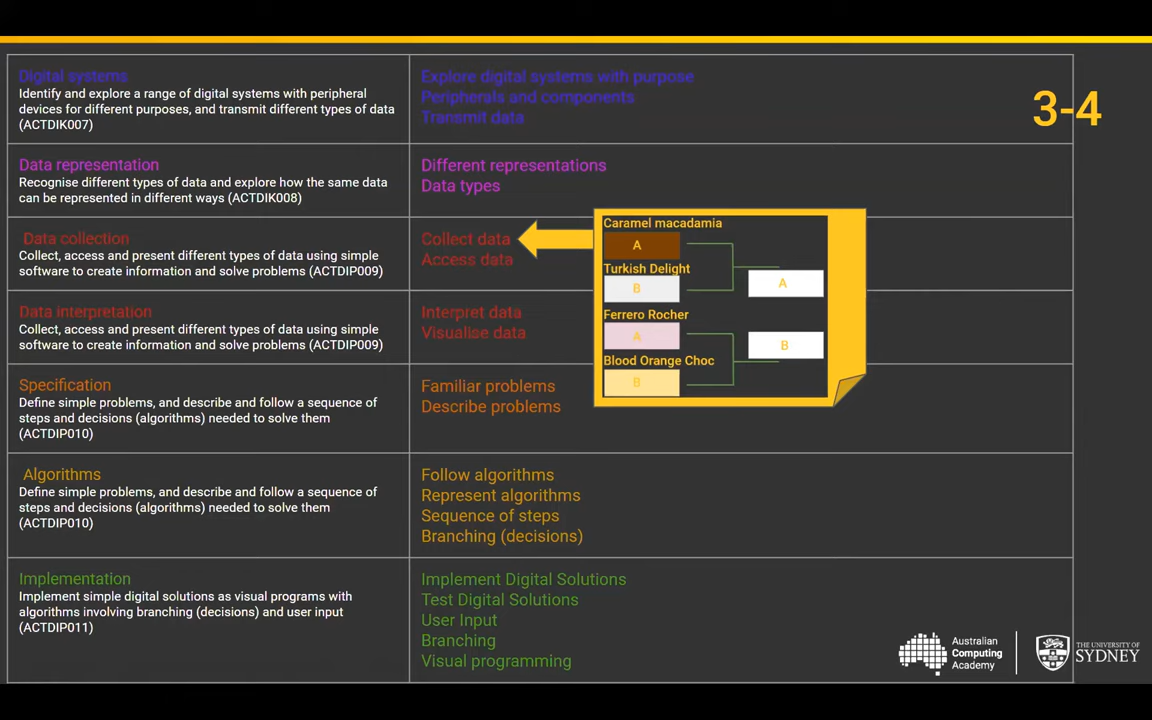 3-4
Digital systems
Identify and explore a range of digital systems with peripheral
devices for different purposes, and transmit different types of data
(ACTDIK007)
Explore digital systems with purpose
Peripherals and components
Transmit data
Data representation
Recognise different types of data and explore how the same data
can be represented in different ways (ACTDIK008)
Different representations
Data types
Data collection
Collect, access and present different types of data using simple
software to create information and solve problems (ACTDIP009)
Collect data
Access data
Caramel macadamia
A
Turkish Delight
B
A
Ferrero Rocher
A
B
Blood Orange Choc
B
Data interpretation
Collect, access and present different types of data using simple
software to create information and solve problems (ACTDIP009)
Interpret data
Visualise data
Specification
Define simple problems, and describe and follow a sequence of
steps and decisions (algorithms) needed to solve them
(ACTDIP010)
Familiar problems
Describe problems
Algorithms
Define simple problems, and describe and follow a sequence of
steps and decisions (algorithms) needed to solve them
(ACTDIP010)
Follow algorithms
Represent algorithms
Sequence of steps
Branching (decisions)
Implementation
Implement simple digital solutions as visual programs with
algorithms involving branching (decisions) and user input
(ACTDIP011)
Implement Digital Solutions
Test Digital Solutions
User Input
Branching
Visual programming
Australian
Computing
Academy
THE UNIVERSITY OF
SYDNEY